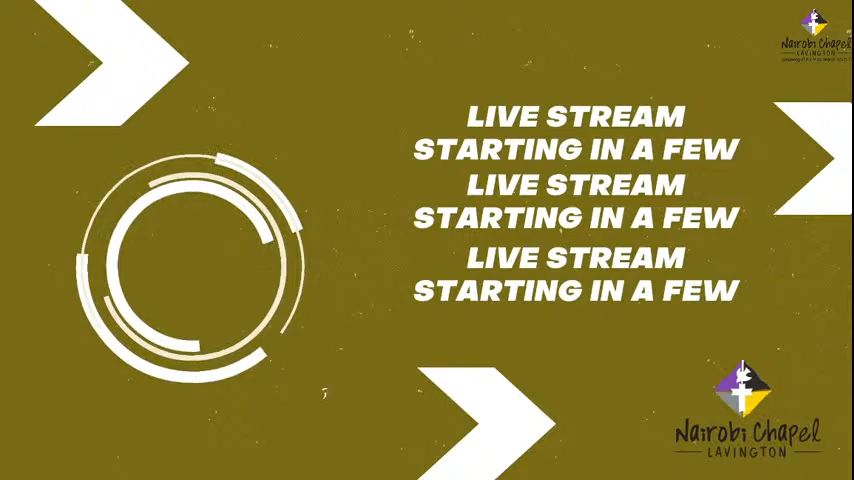 Nairobi Chapel
LAVINGTON
LIVE STREAM
STARTING IN A FEW
LIVE STREAM
STARTING IN A FEW
LIVE STREAM
STARTING IN A FEW
Nairobi Chapel
LAVINGTON